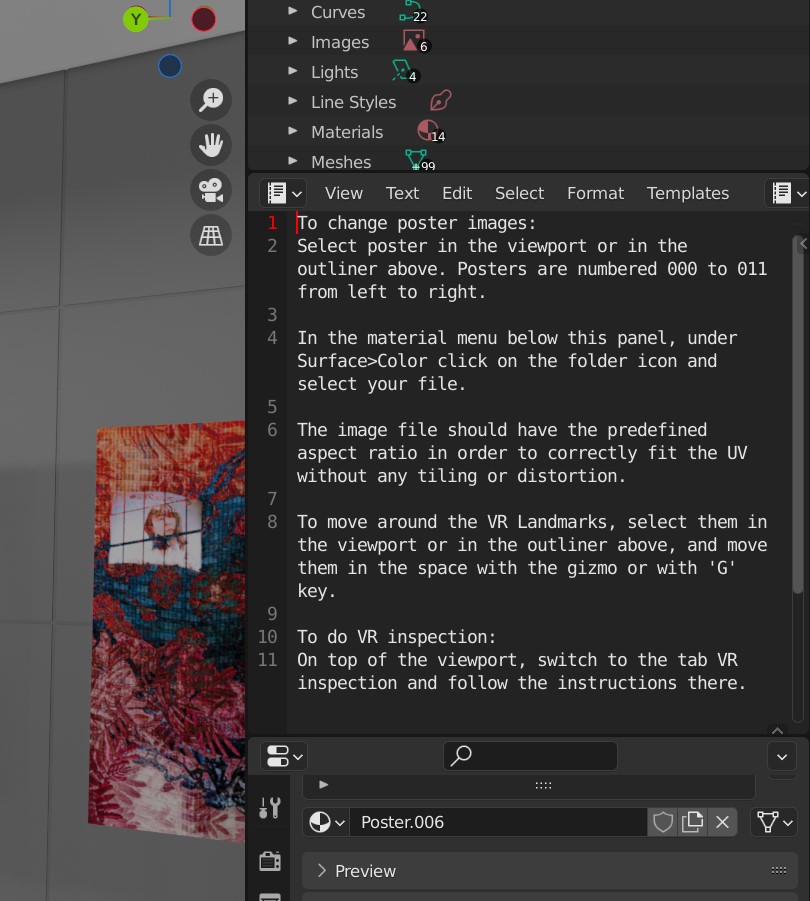 Y
Curves 22
Images 6
Lights 4
Line Styles
Materials 14
Meshes 99
View Text Edit Select Format Templates
1 To change poster images:
2 Select poster in the viewport or in the
outliner above. Posters are numbered 000 to 011
from left to right.
3
4 In the material menu below this panel, under
Surface>Color click on the folder icon and
select your file.
5
6 The image file should have the predefined
aspect ratio in order to correctly fit the UV
without any tiling or distortion.
7
8 To move around the VR Landmarks, select them in
the viewport or in the outliner above, and move
them in the space with the gizmo or with 'G'
key.
9
10 To do VR inspection:
11 On top of the viewport, switch to the tab VR
inspection and follow the instructions there.
Poster.006
Preview